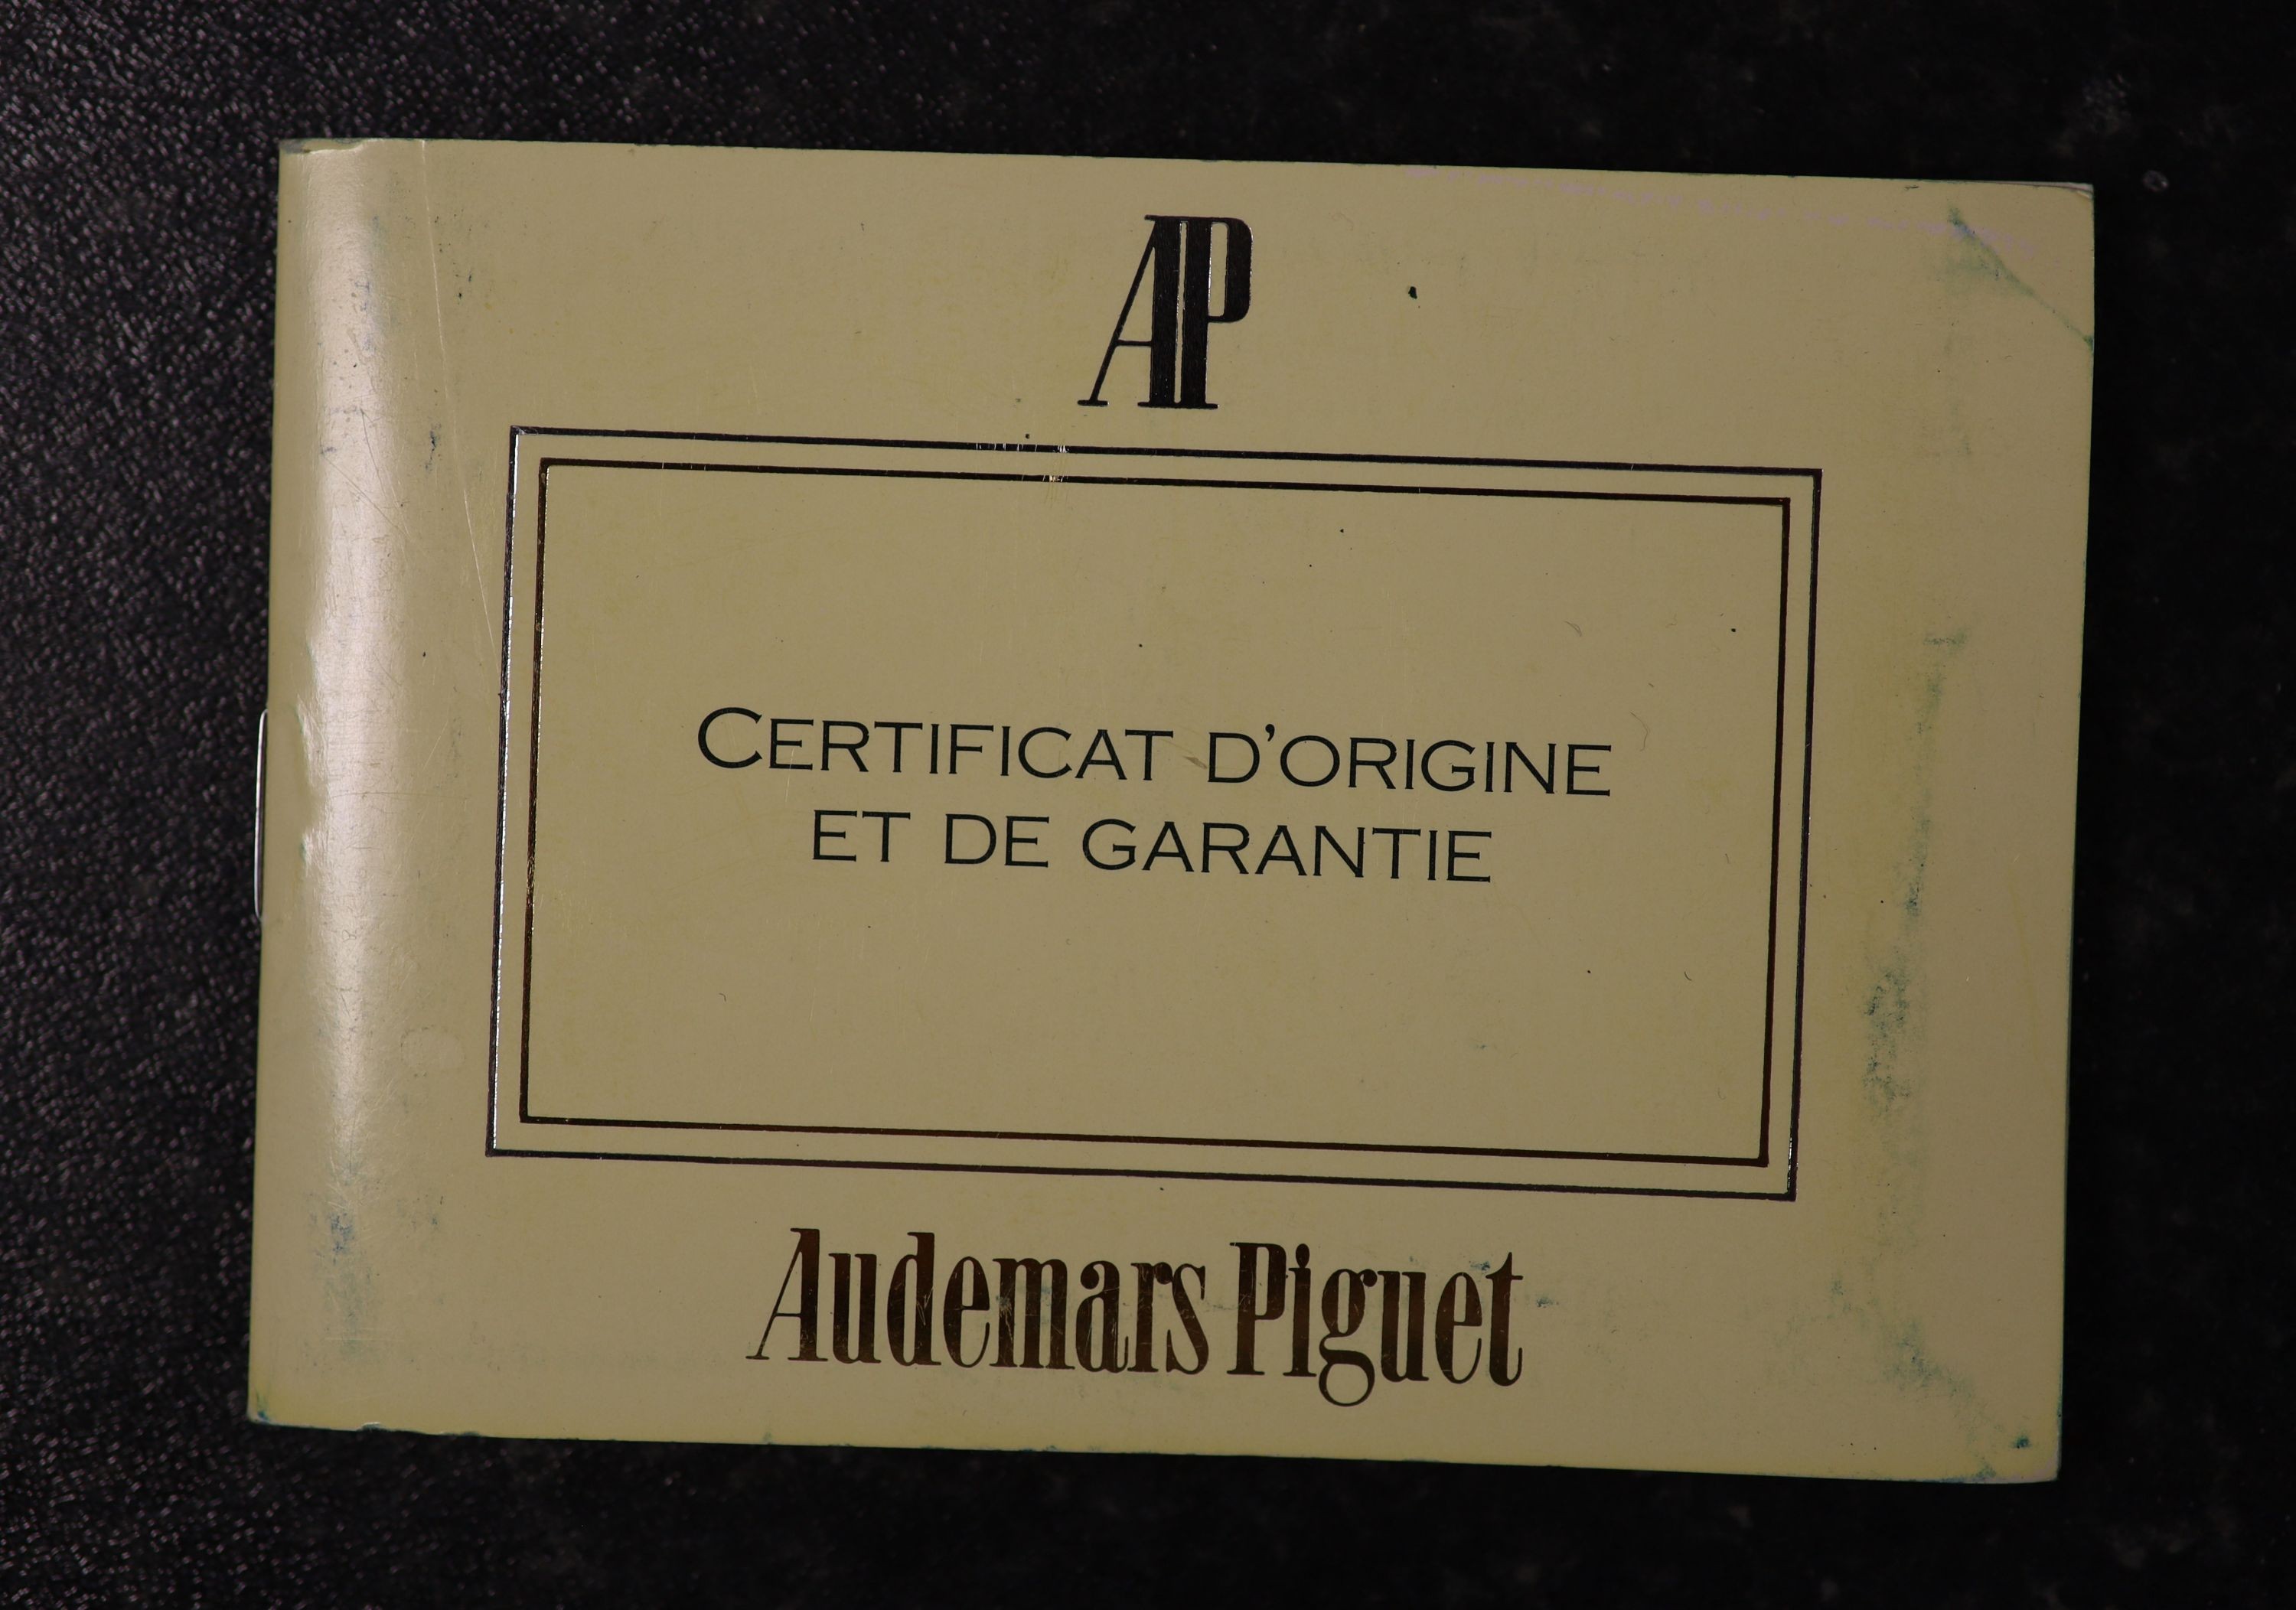 AP
CERTIFICAT D'ORIGINE
ET DE GARANTIE
Audemars Piguet